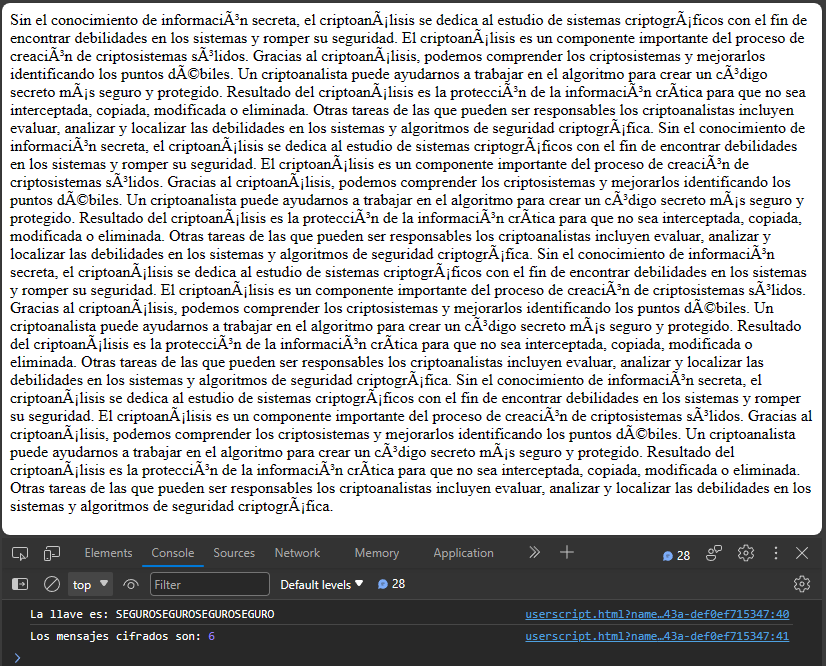 Sin el conocimiento de informaciÃ³n secreta, el criptoanÃ¡lisis se dedica al estudio de sistemas criptogrÃ¡ficos con el fin de
encontrar debilidades en los sistemas y romper su seguridad. El criptoanÃ¡lisis es un componente importante del proceso de
creaciÃ³n de criptosistemas sÃ³lidos. Gracias al criptoanÃ¡lisis, podemos comprender los criptosistemas y mejorarlos
identificando los puntos dÃ©biles. Un criptoanalista puede ayudarnos a trabajar en el algoritmo para crear un cÃ³digo
secreto mÃ¡s seguro y protegido. Resultado del criptoanÃ¡lisis es la protecciÃ³n de la informaciÃ³n crÃ­tica para que no sea
interceptada, copiada, modificada o eliminada. Otras tareas de las que pueden ser responsables los criptoanalistas incluyen
evaluar, analizar y localizar las debilidades en los sistemas y algoritmos de seguridad criptogrÃ¡fica. Sin el conocimiento de
informaciÃ³n secreta, el criptoanÃ¡lisis se dedica al estudio de sistemas criptogrÃ¡ficos con el fin de encontrar debilidades
en los sistemas y romper su seguridad. El criptoanÃ¡lisis es un componente importante del proceso de creaciÃ³n de
criptosistemas sÃ³lidos. Gracias al criptoanÃ¡lisis, podemos comprender los criptosistemas y mejorarlos identificando los
puntos dÃ©biles. Un criptoanalista puede ayudarnos a trabajar en el algoritmo para crear un cÃ³digo secreto mÃ¡s seguro y
protegido. Resultado del criptoanÃ¡lisis es la protecciÃ³n de la informaciÃ³n crÃ­tica para que no sea interceptada, copiada,
modificada o eliminada. Otras tareas de las que pueden ser responsables los criptoanalistas incluyen evaluar, analizar y
localizar las debilidades en los sistemas y algoritmos de seguridad criptogrÃ¡fica. Sin el conocimiento de informaciÃ³n
secreta, el criptoanÃ¡lisis se dedica al estudio de sistemas criptogrÃ¡ficos con el fin de encontrar debilidades en los sistemas
y romper su seguridad. El criptoanÃ¡lisis es un componente importante del proceso de creaciÃ³n de criptosistemas sÃ³lidos.
Gracias al criptoanÃ¡lisis, podemos comprender los criptosistemas y mejorarlos identificando los puntos dÃ©biles. Un
criptoanalista puede ayudarnos a trabajar en el algoritmo para crear un cÃ³digo secreto mÃ¡s seguro y protegido. Resultado
del criptoanÃ¡lisis es la protecciÃ³n de la informaciÃ³n crÃ­tica para que no sea interceptada, copiada, modificada o
eliminada. Otras tareas de las que pueden ser responsables los criptoanalistas incluyen evaluar, analizar y localizar las
debilidades en los sistemas y algoritmos de seguridad criptogrÃ¡fica. Sin el conocimiento de informaciÃ³n secreta, el
criptoanÃ¡lisis se dedica al estudio de sistemas criptogrÃ¡ficos con el fin de encontrar debilidades en los sistemas y romper
su seguridad. El criptoanÃ¡lisis es un componente importante del proceso de creaciÃ³n de criptosistemas sÃ³lidos. Gracias al
criptoanÃ¡lisis, podemos comprender los criptosistemas y mejorarlos identificando los puntos dÃ©biles. Un criptoanalista
puede ayudarnos a trabajar en el algoritmo para crear un cÃ³digo secreto mÃ¡s seguro y protegido. Resultado del
criptoanÃ¡lisis es la protecciÃ³n de la informaciÃ³n crÃ­tica para que no sea interceptada, copiada, modificada o eliminada.
Otras tareas de las que pueden ser responsables los criptoanalistas incluyen evaluar, analizar y localizar las debilidades en los
sistemas y algoritmos de seguridad criptogrÃ¡fica.
Elements Console Sources Network Memory Application 28
top Filter Default levels 28
La llave es: SEGUROSEGUROSEGUROSEGURO userscript.html?name…43a-def0ef715347:40
Los mensajes cifrados son: 6 userscript.html?name…43a-def0ef715347:41